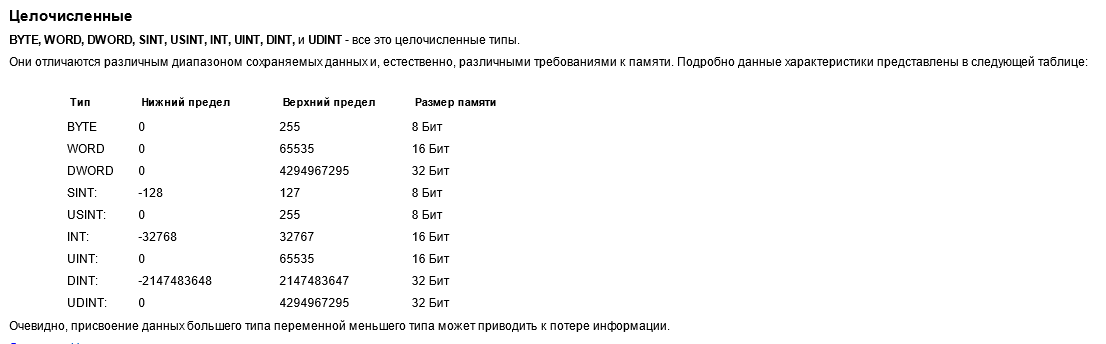 Целочисленные
BYTE, WORD, DWORD, SINT, USINT, INT, UINT, DINT, и UDINT - все это целочисленные типы.
Они отличаются различным диапазоном сохраняемых данных и, естественно, различными требованиями к памяти. Подробно данные характеристики представлены в следующей таблице:
Тип Нижний предел Верхний предел Размер памяти
BYTE 0 255 8 Бит
WORD 0 65535 16 Бит
DWORD 0 4294967295 32 Бит
SINT: -128 127 8 Бит
USINT: 0 255 8 Бит
INT: -32768 32767 16 Бит
UINT: 0 65535 16 Бит
DINT: -2147483648 2147483647 32 Бит
UDINT: 0 4294967295 32 Бит
Очевидно, присвоение данных большего типа переменной меньшего типа может приводить к потере информации.